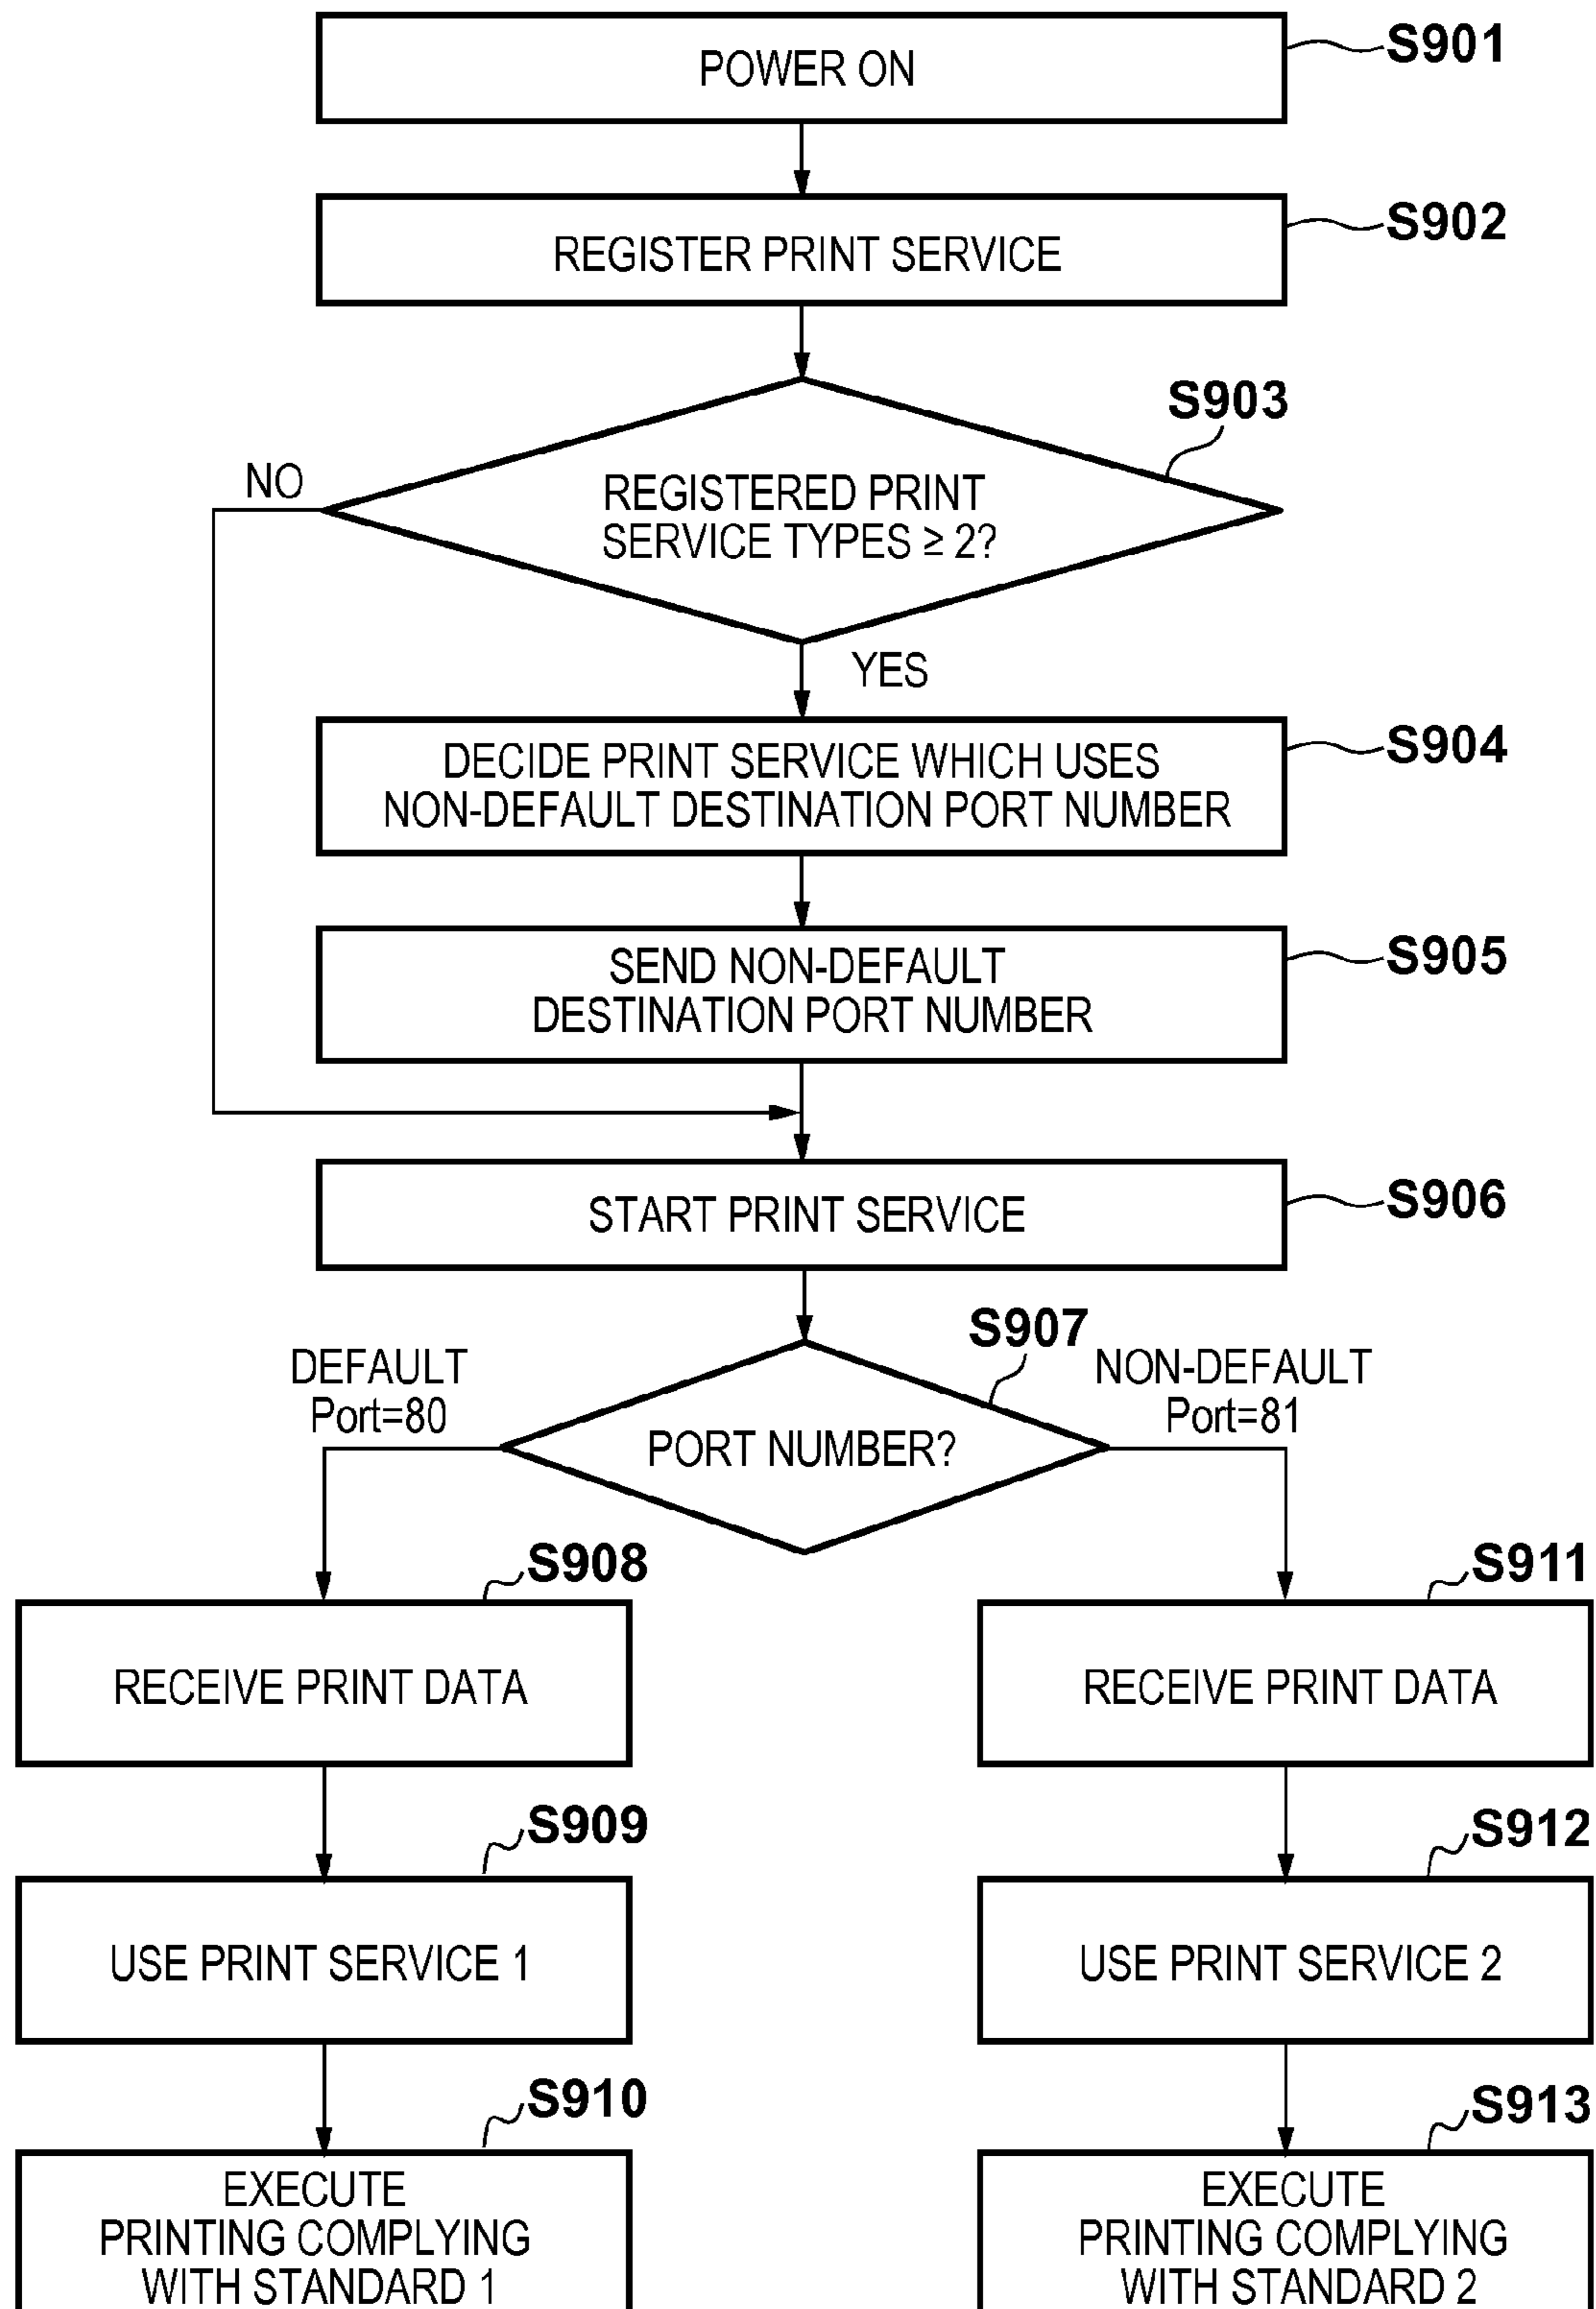 POWER ON
S901
REGISTER PRINT SERVICE
S902
S903
NO
REGISTERED PRINT
SERVICE TYPES ≥ 2?
YES
DECIDE PRINT SERVICE WHICH USES
NON-DEFAULT DESTINATION PORT NUMBER
S904
SEND NON-DEFAULT
DESTINATION PORT NUMBER
S905
START PRINT SERVICE
S906
S907
DEFAULT
Port=80
PORT NUMBER?
NON-DEFAULT
Port=81
S908
RECEIVE PRINT DATA
S909
USE PRINT SERVICE 1
S910
EXECUTE
PRINTING COMPLYING
WITH STANDARD 1
S911
RECEIVE PRINT DATA
S912
USE PRINT SERVICE 2
S913
EXECUTE
PRINTING COMPLYING
WITH STANDARD 2